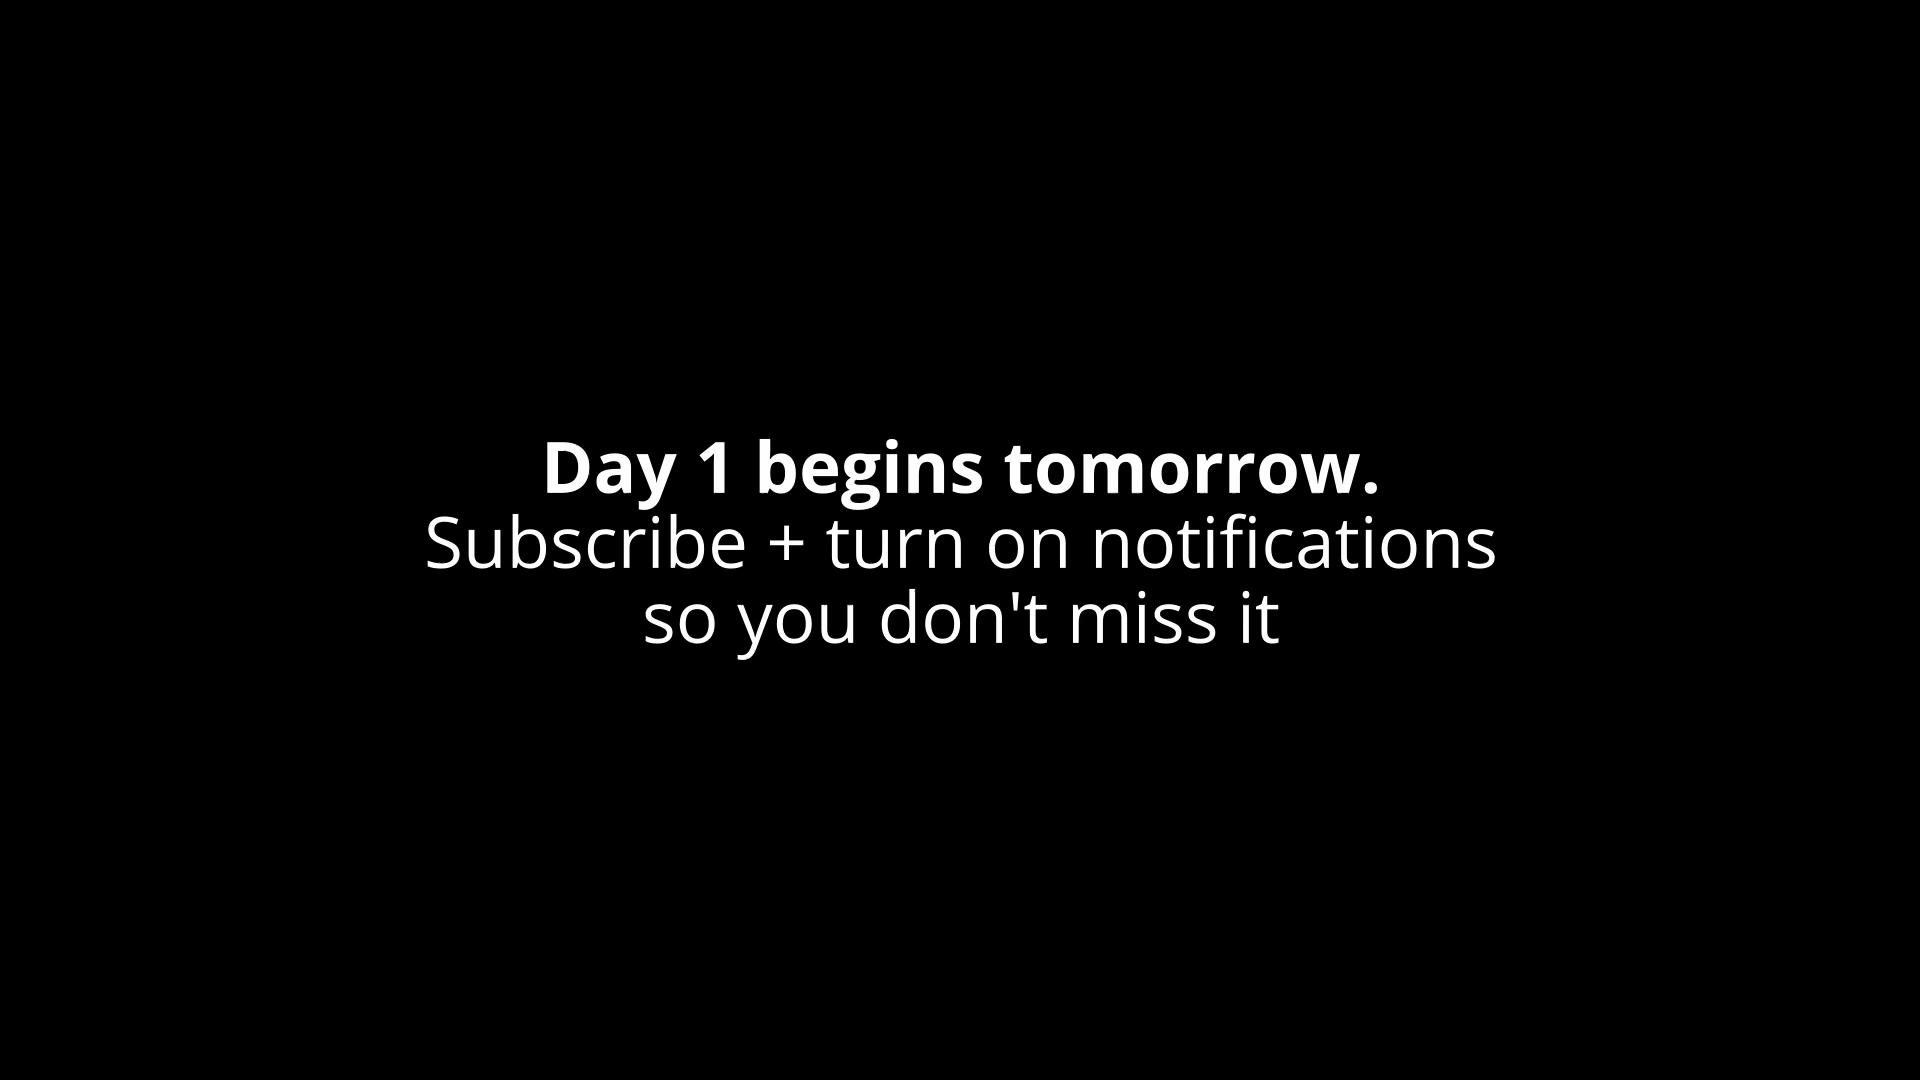 Day 1 begins tomorrow.
Subscribe + turn on notifications
so you don't miss it